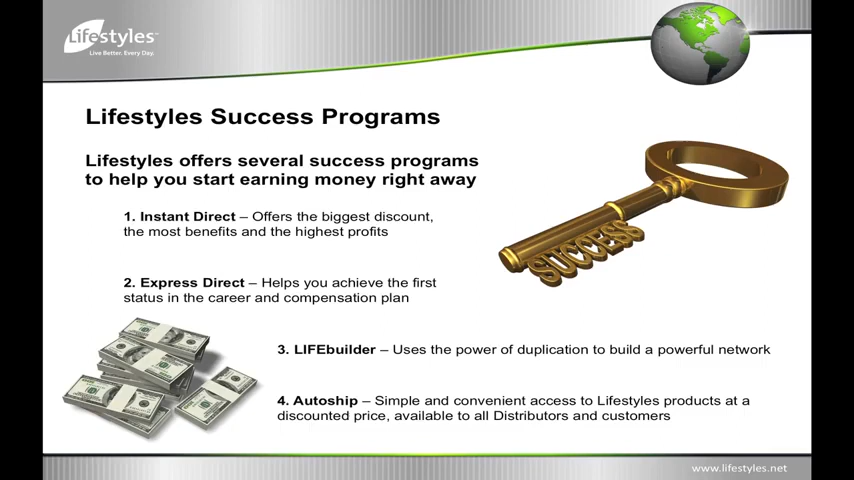 Lifestyles™
Live Better. Every Day.
Lifestyles Success Programs
Lifestyles offers several success programs
to help you start earning money right away
1. Instant Direct – Offers the biggest discount,
the most benefits and the highest profits
SUCCESS
2. Express Direct – Helps you achieve the first
status in the career and compensation plan
3. LIFEbuilder – Uses the power of duplication to build a powerful network
4. Autoship – Simple and convenient access to Lifestyles products at a
discounted price, available to all Distributors and customers
www.lifestyles.net